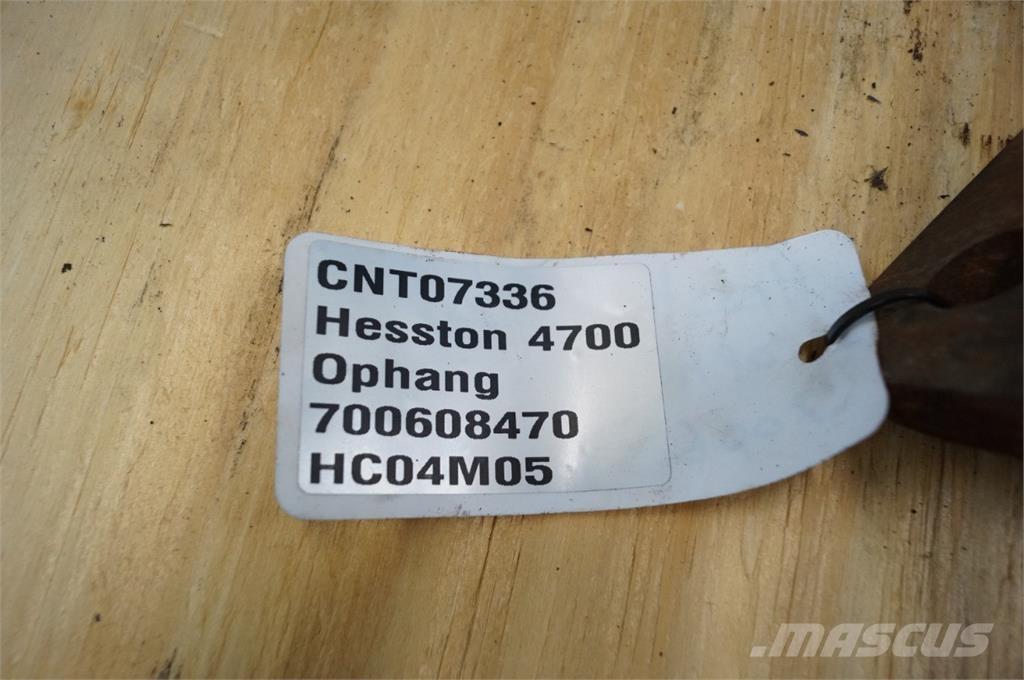 CNT07336
Hesston 4700
Ophang
700608470
HC04M05
MASCUS